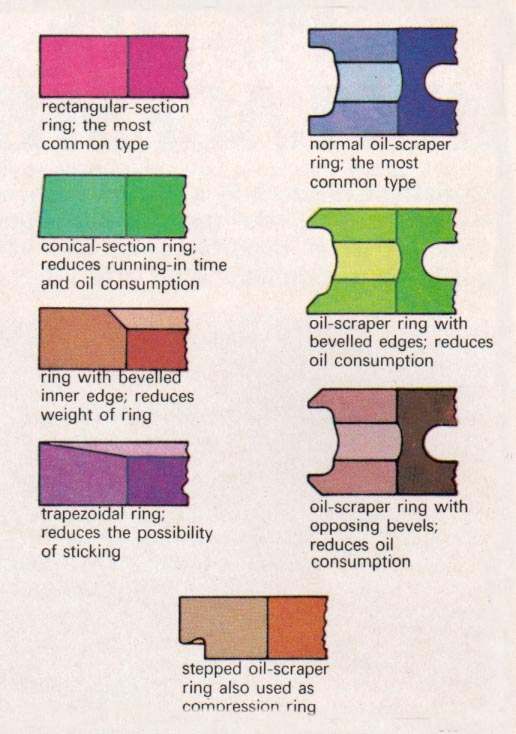 rectangular-section
ring; the most
common type
conical-section ring;
reduces running-in time
and oil consumption
ring with bevelled
inner edge; reduces
weight of ring
trapezoidal ring;
reduces the possibility
of sticking
normal oil-scraper
ring; the most
common type
oil-scraper ring with
bevelled edges; reduces
oil consumption
oil-scraper ring with
opposing bevels;
reduces oil
consumption
stepped oil-scraper
ring also used as
compression ring